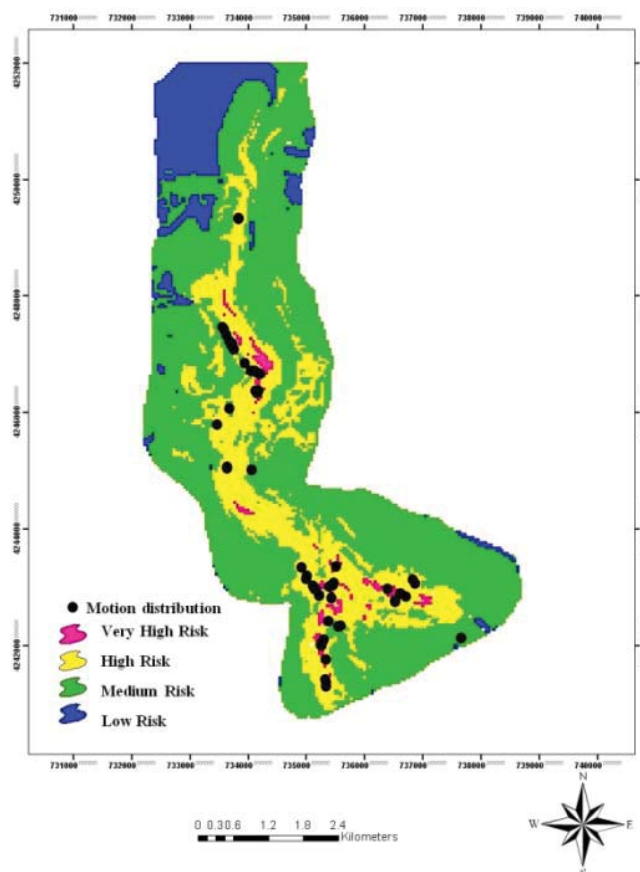 731000 732000 733000 734000 735000 736000 737000 738000 739000 740000
4252000
4250000
4248000
4246000
4244000
4242000
Motion distribution
Very High Risk
High Risk
Medium Risk
Low Risk
731000 732000 733000 734000 735000 736000 737000 738000 739000 740000
0 0.30.6 1.2 1.8 2.4
Kilometers
N
W E